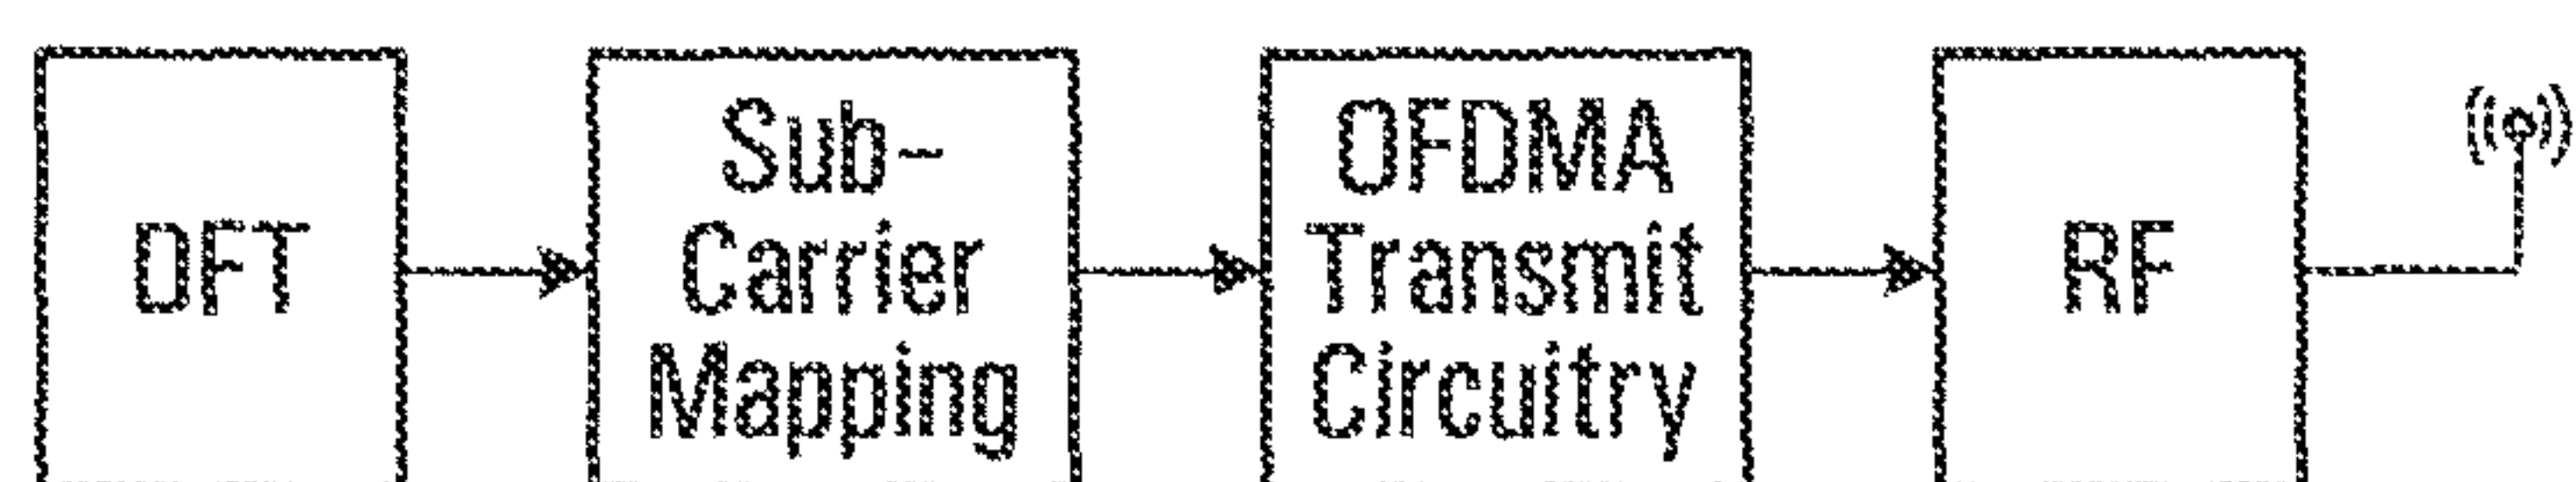 DFT
Sub-
Carrier
Mapping
OFDMA
Transmit
Circuitry
RF